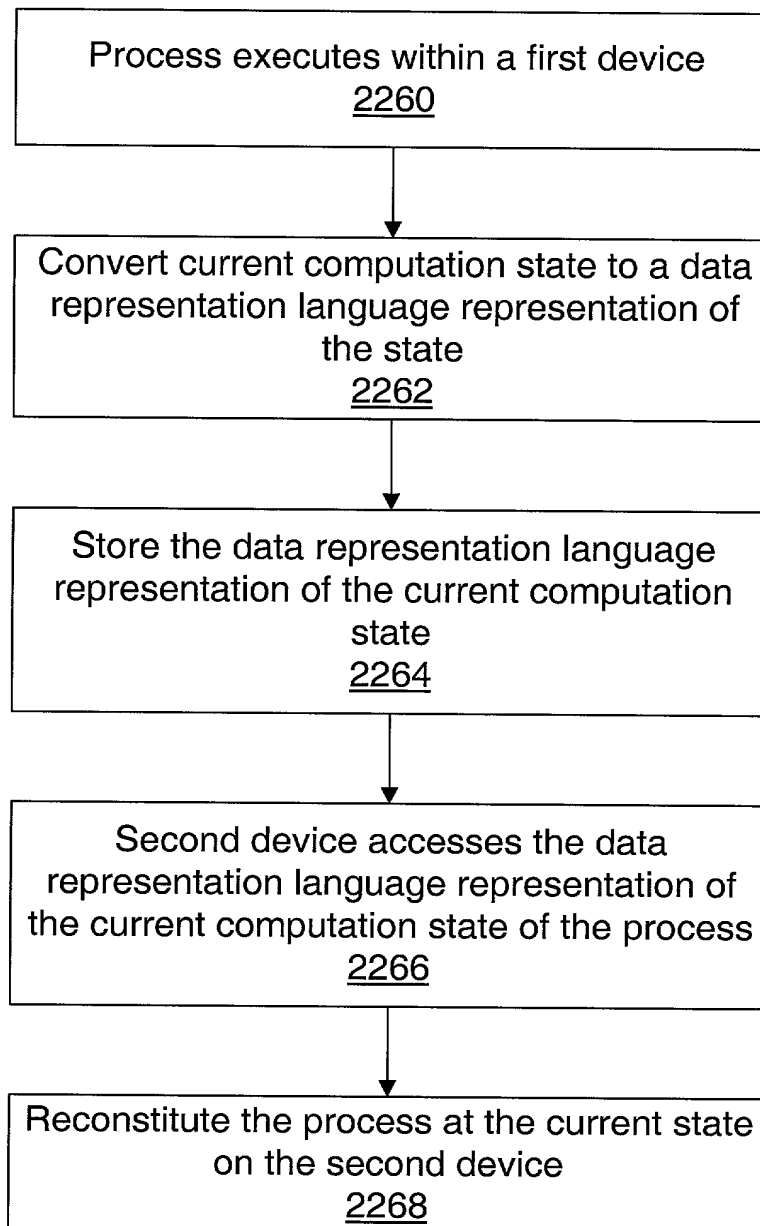 Process executes within a first device
2260
Convert current computation state to a data
representation language representation of
the state
2262
Store the data representation language
representation of the current computation
state
2264
Second device accesses the data
representation language representation of
the current computation state of the process
2266
Reconstitute the process at the current state
on the second device
2268